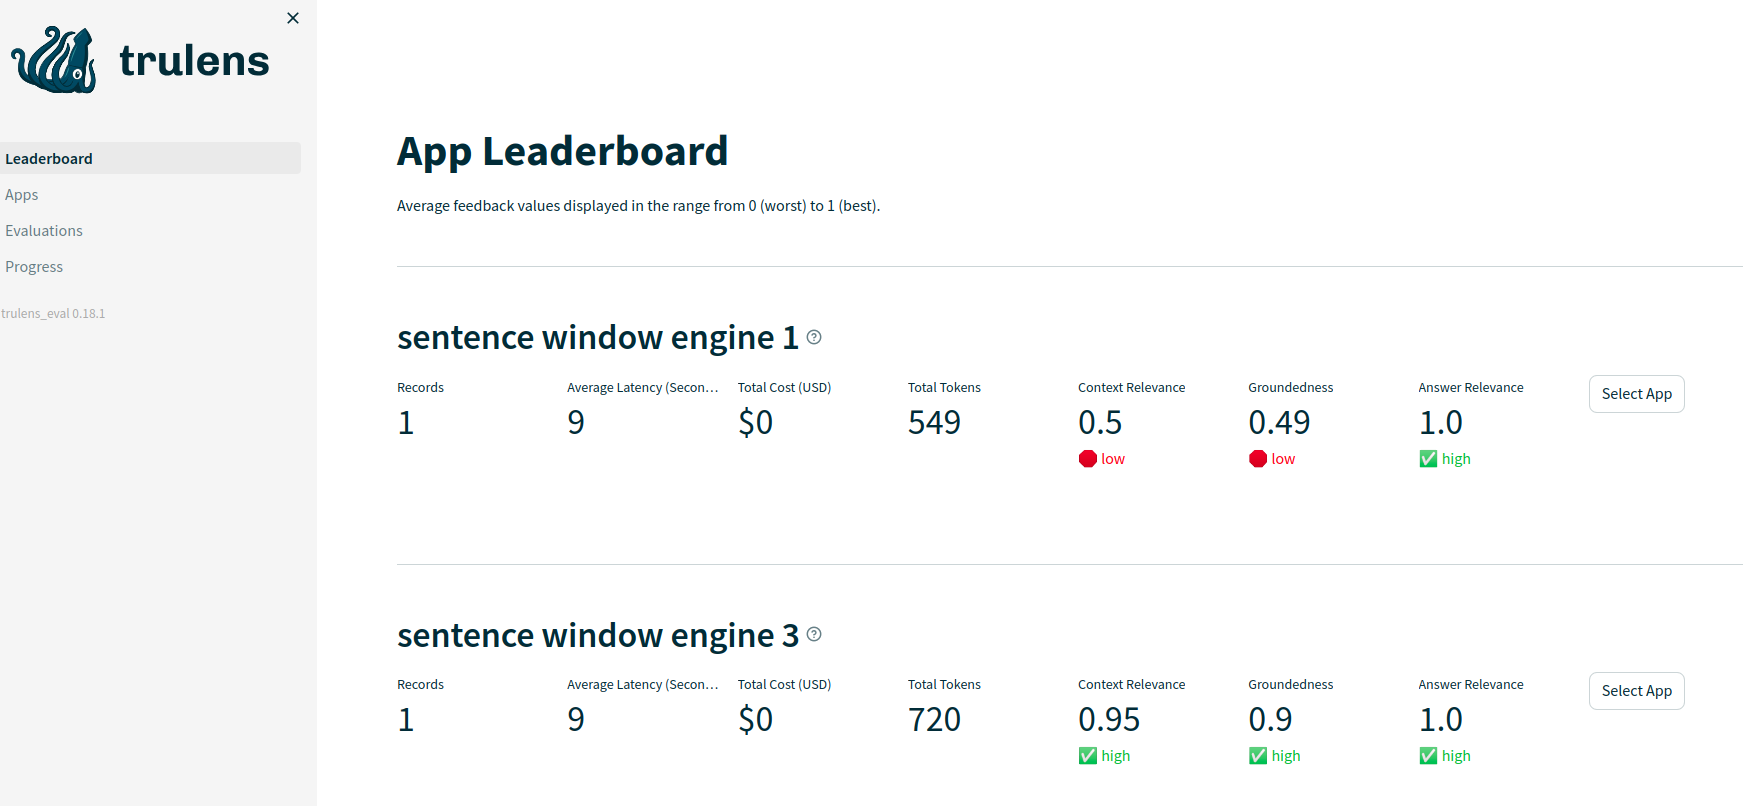 trulens
Leaderboard
Apps
Evaluations
Progress
trulens_eval 0.18.1
App Leaderboard
Average feedback values displayed in the range from 0 (worst) to 1 (best).
sentence window engine 1
Records Average Latency (Secon… Total Cost (USD) Total Tokens Context Relevance Groundedness Answer Relevance Select App
1 9 $0 549 0.5 0.49 1.0
low low ✅ high
sentence window engine 3
Records Average Latency (Secon… Total Cost (USD) Total Tokens Context Relevance Groundedness Answer Relevance Select App
1 9 $0 720 0.95 0.9 1.0
✅ high ✅ high ✅ high